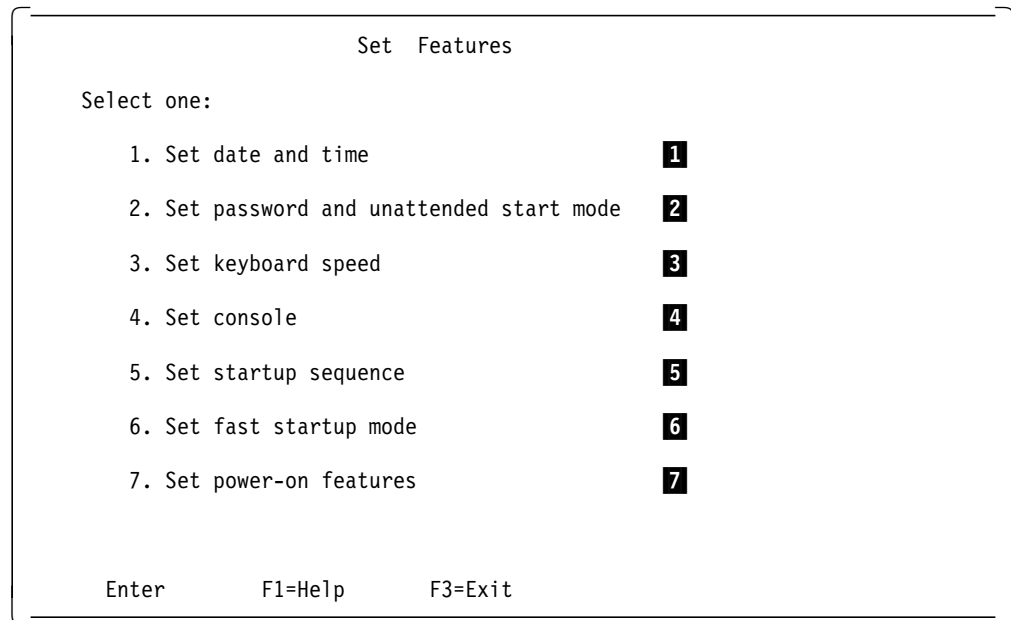 Set Features
Select one:
1. Set date and time 1
2. Set password and unattended start mode 2
3. Set keyboard speed 3
4. Set console 4
5. Set startup sequence 5
6. Set fast startup mode 6
7. Set power-on features 7
Enter F1=Help F3=Exit